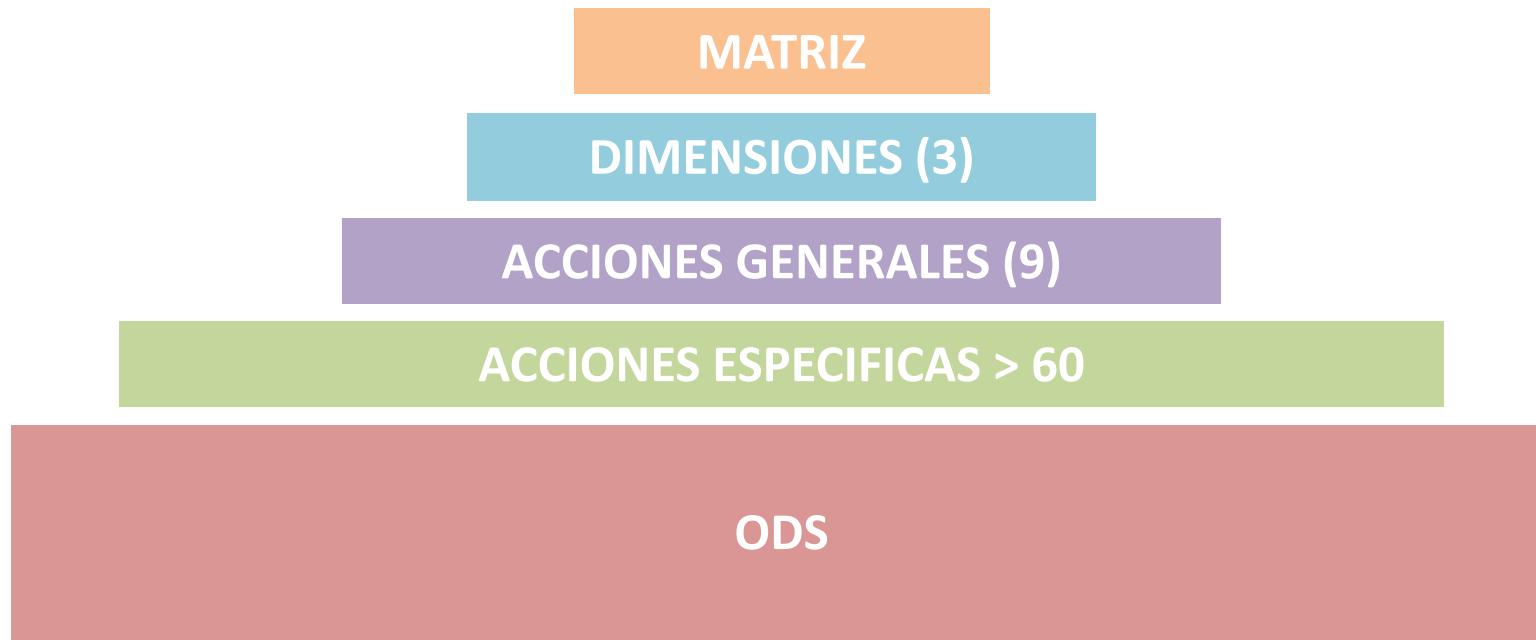 MATRIZ
DIMENSIONES (3)
ACCIONES GENERALES (9)
ACCIONES ESPECIFICAS > 60
ODS